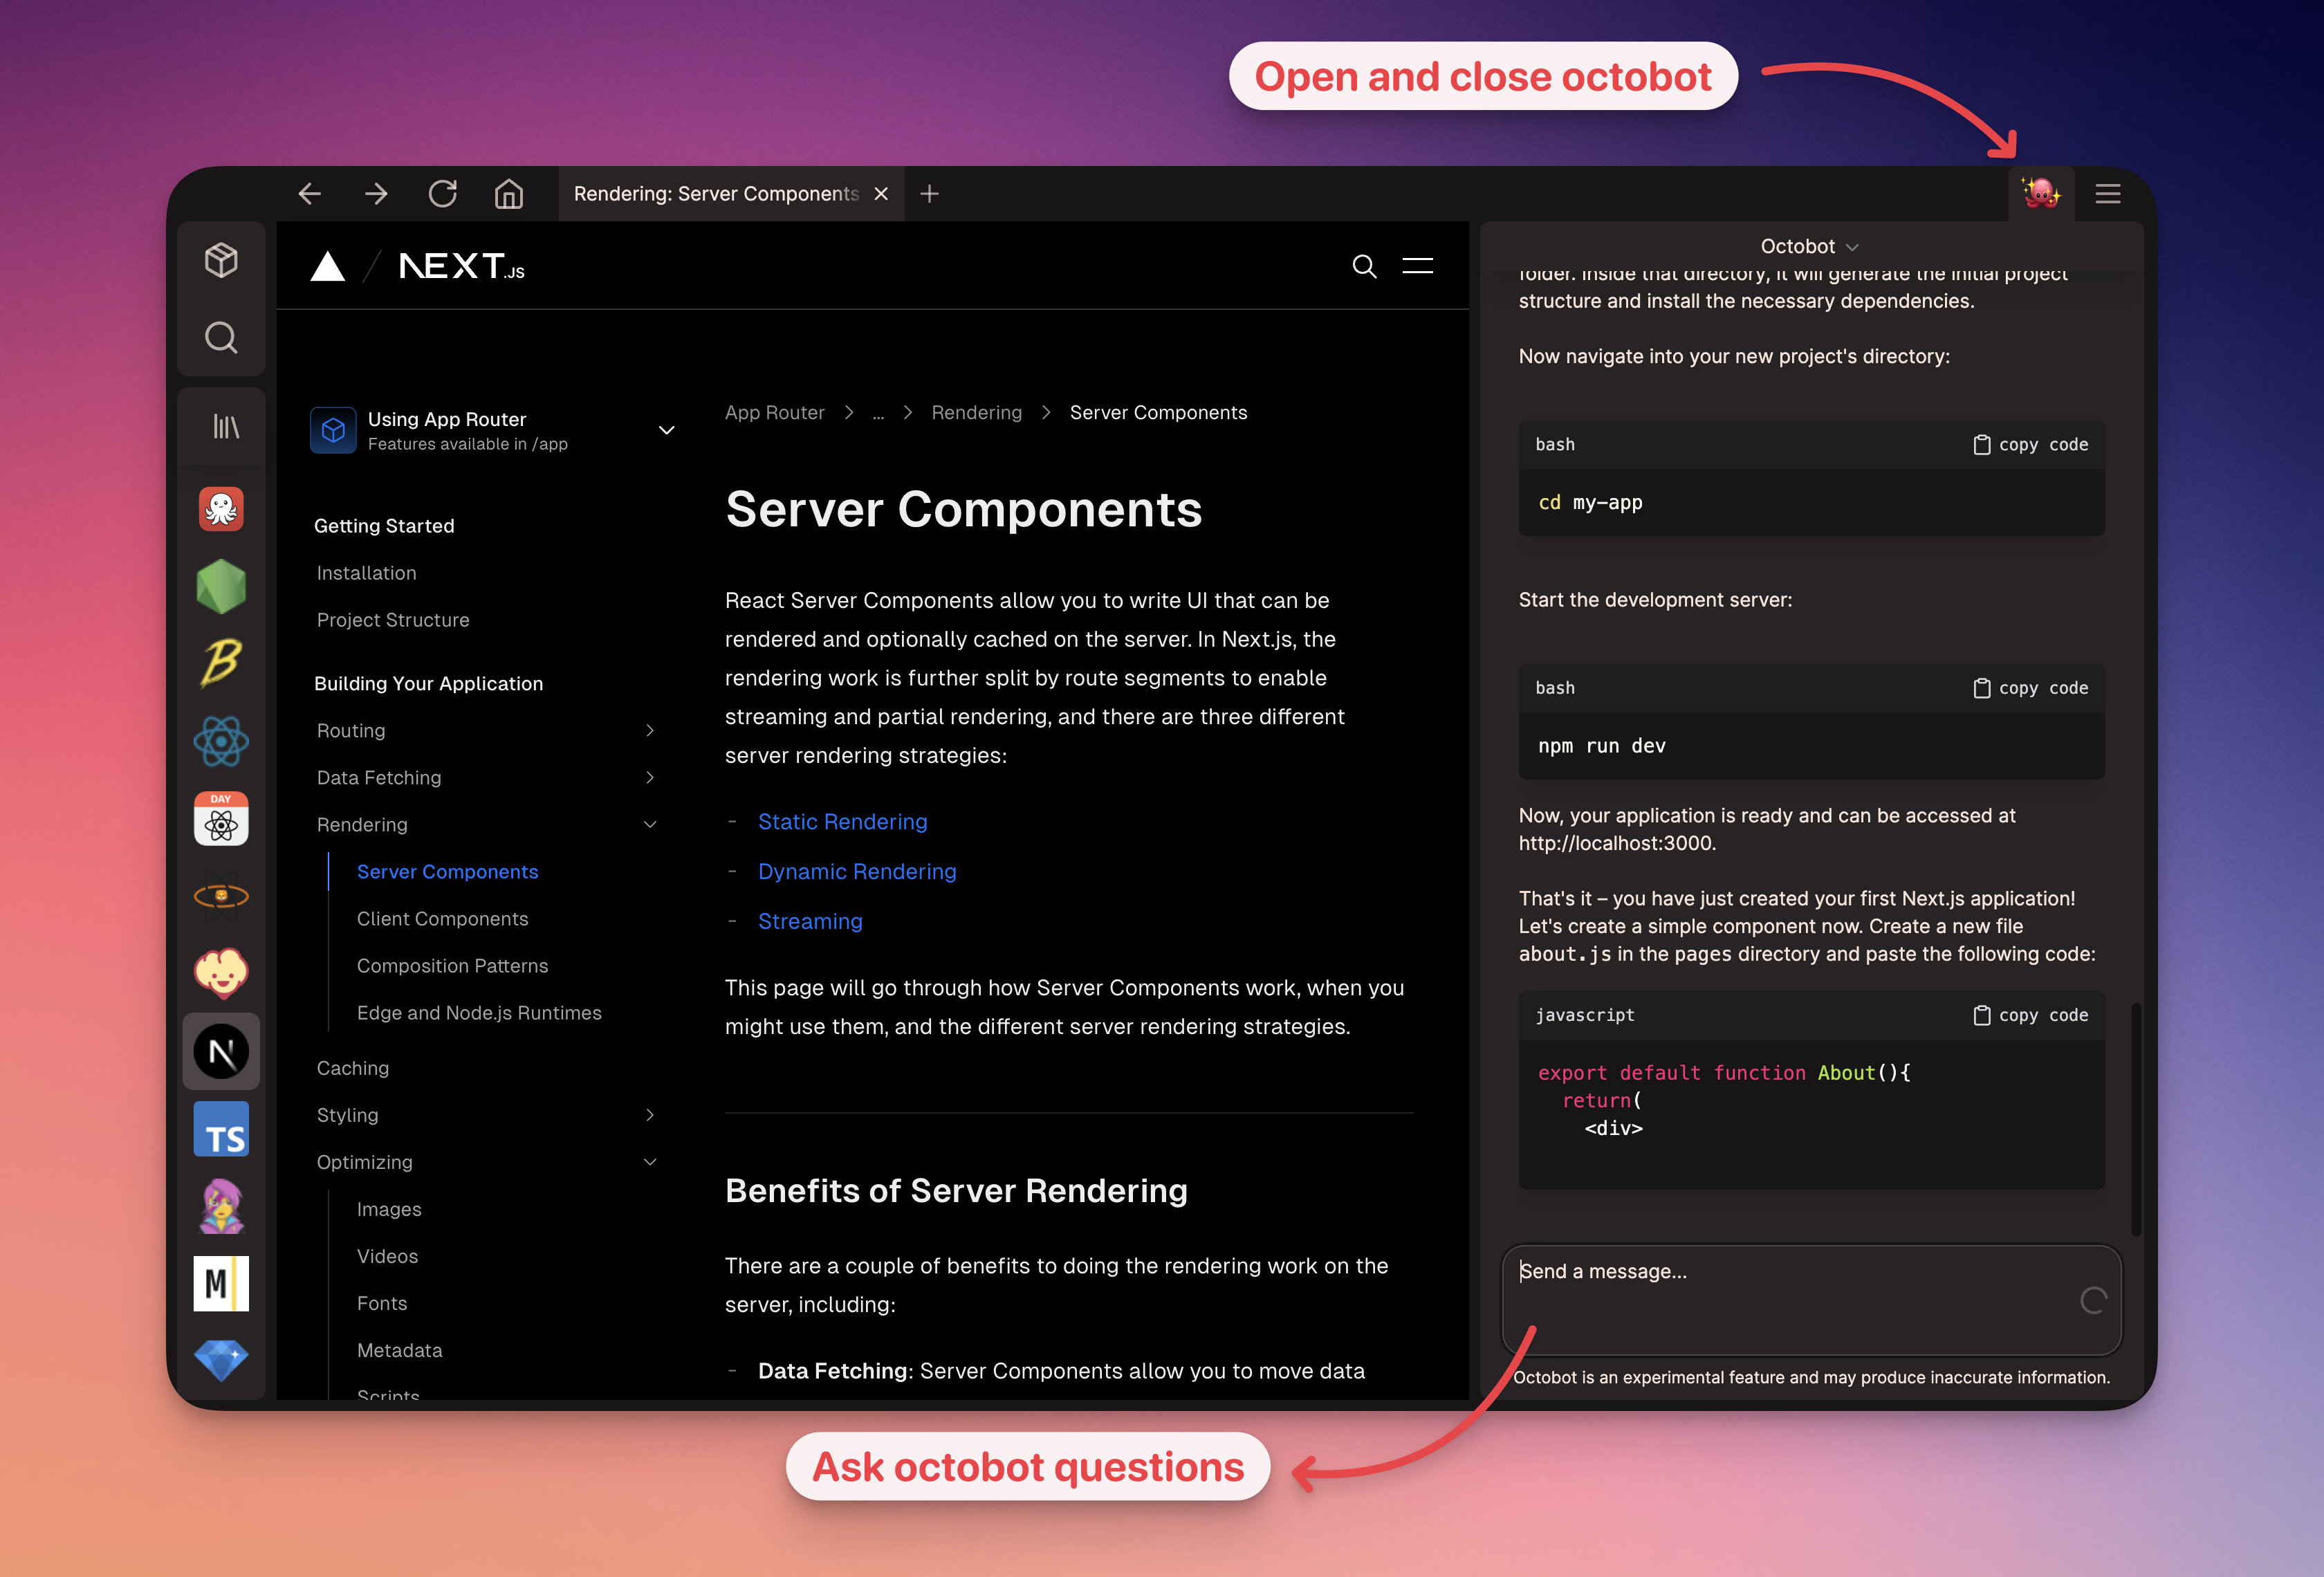 Open and close octobot
Rendering: Server Components
NEXT.JS
Using App Router
Features available in /app
Getting Started
Installation
Project Structure
Building Your Application
Routing
Data Fetching
Rendering
Server Components
Client Components
Composition Patterns
Edge and Node.js Runtimes
Caching
Styling
Optimizing
Images
Videos
Fonts
Metadata
Scripts
DAY
N
TS
M
App Router > ... > Rendering > Server Components
Server Components
React Server Components allow you to write UI that can be
rendered and optionally cached on the server. In Next.js, the
rendering work is further split by route segments to enable
streaming and partial rendering, and there are three different
server rendering strategies:
- Static Rendering
- Dynamic Rendering
- Streaming
This page will go through how Server Components work, when you
might use them, and the different server rendering strategies.
Benefits of Server Rendering
There are a couple of benefits to doing the rendering work on the
server, including:
- Data Fetching: Server Components allow you to move data
Octobot
folder. Inside that directory, it will generate the initial project
structure and install the necessary dependencies.
Now navigate into your new project's directory:
bash copy code
cd my-app
Start the development server:
bash copy code
npm run dev
Now, your application is ready and can be accessed at
http://localhost:3000.
That's it – you have just created your first Next.js application!
Let's create a simple component now. Create a new file
about.js in the pages directory and paste the following code:
javascript copy code
export default function About(){
return(
<div>
Send a message...
Octobot is an experimental feature and may produce inaccurate information.
Ask octobot questions